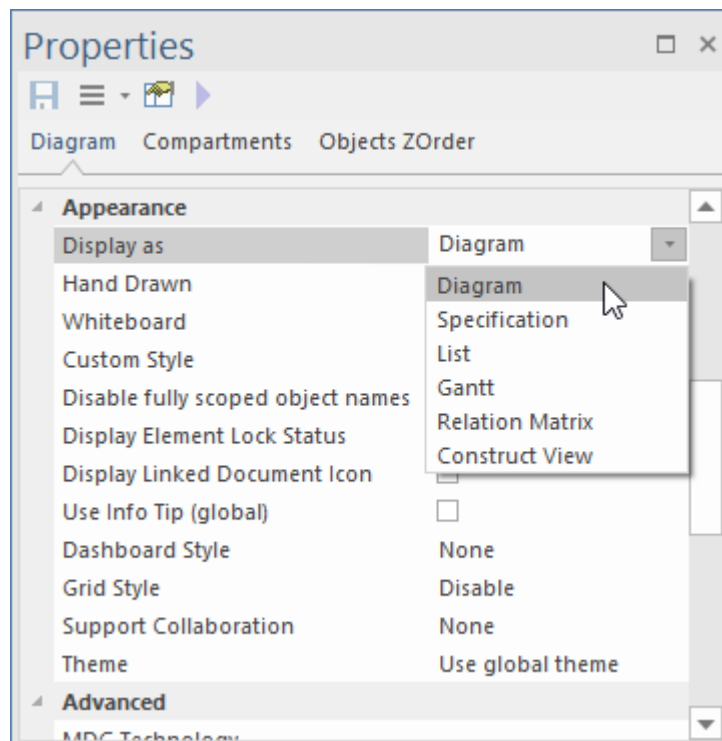 Properties
Diagram Compartments Objects ZOrder
Appearance
Display as Diagram
Hand Drawn Diagram
Whiteboard Specification
Custom Style List
Disable fully scoped object names Gantt
Display Element Lock Status Relation Matrix
Display Linked Document Icon Construct View
Use Info Tip (global)
Dashboard Style None
Grid Style Disable
Support Collaboration None
Theme Use global theme
Advanced
MDG Technology